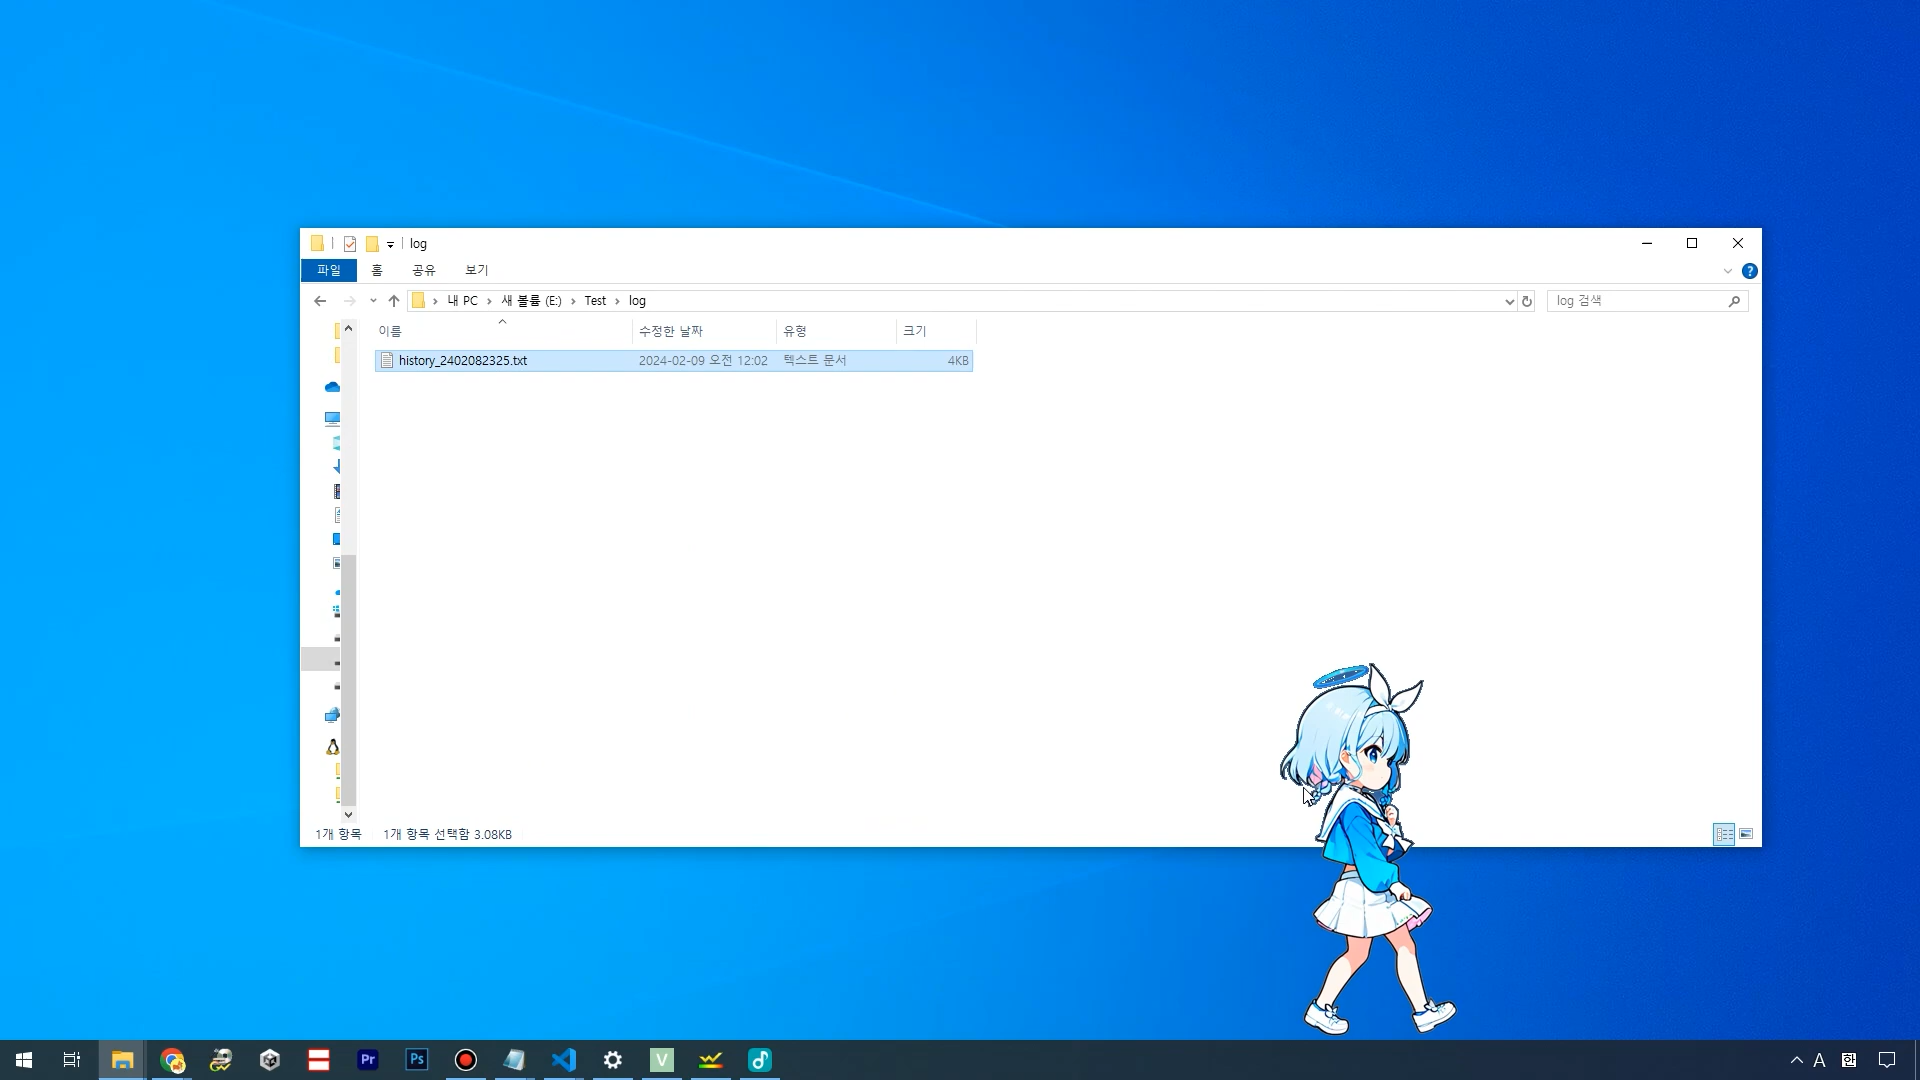 log
파일 홈 공유 보기
내 PC 새 볼륨 (E:) Test log
log 검색
이름 수정한 날짜 유형 크기
history_2402082325.txt 2024-02-09 오전 12:02 텍스트 문서 4KB
1개 항목 1개 항목 선택함 3.08KB
Pr Ps V A 한